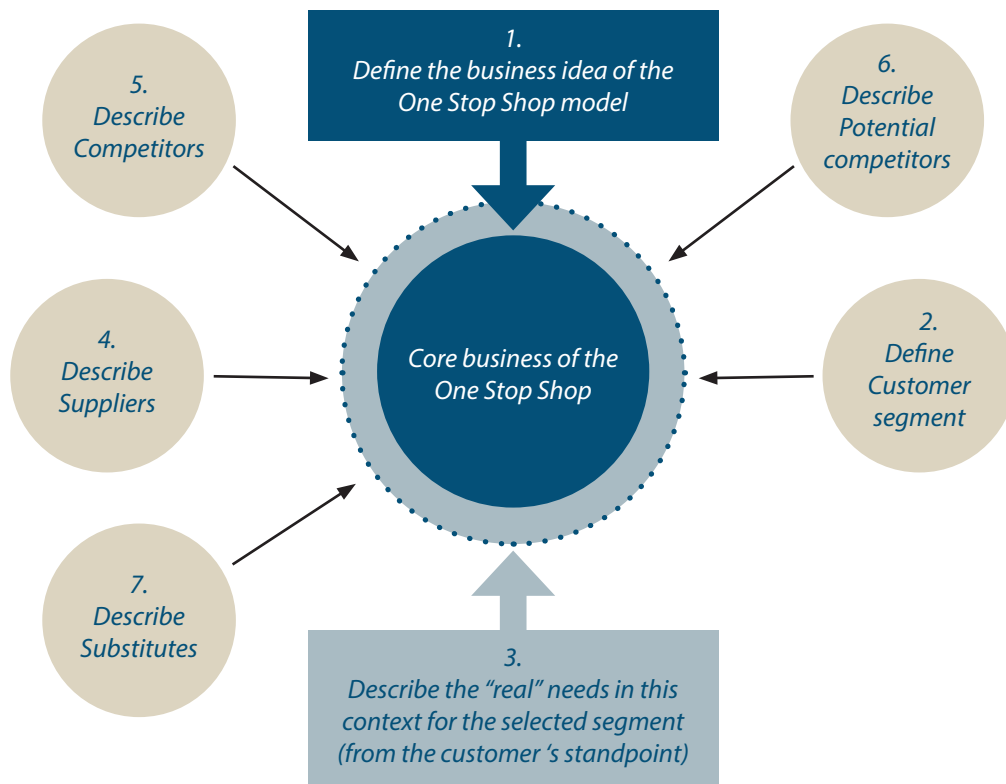 1.
Define the business idea of the
One Stop Shop model
5.
Describe
Competitors
6.
Describe
Potential
competitors
4.
Describe
Suppliers
Core business of the
One Stop Shop
2.
Define
Customer
segment
7.
Describe
Substitutes
3.
Describe the “real” needs in this
context for the selected segment
(from the customer ‘s standpoint)